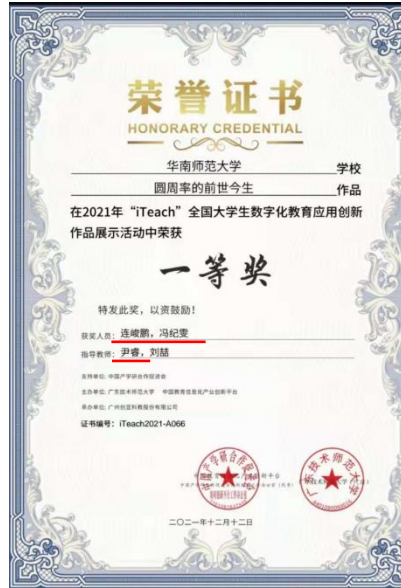 荣誉证书
HONORARY CREDENTIAL
华南师范大学 学校
圆周率的前世今生 作品
在2021年“iTeach”全国大学生数字化教育应用创新
作品展示活动中荣获
一等奖
特发此奖，以资鼓励！
获奖人员：连峻鹏，冯纪雯
指导教师：尹睿，刘喆
支持单位：中国产学研合作促进会
主办单位：广东技术师范大学 中国教育信息化产业创新平台
承办单位：广州创显科教股份有限公司
证书编号：iTeach2021-A066
广东技术师范大学
二〇二一年十二月十二日